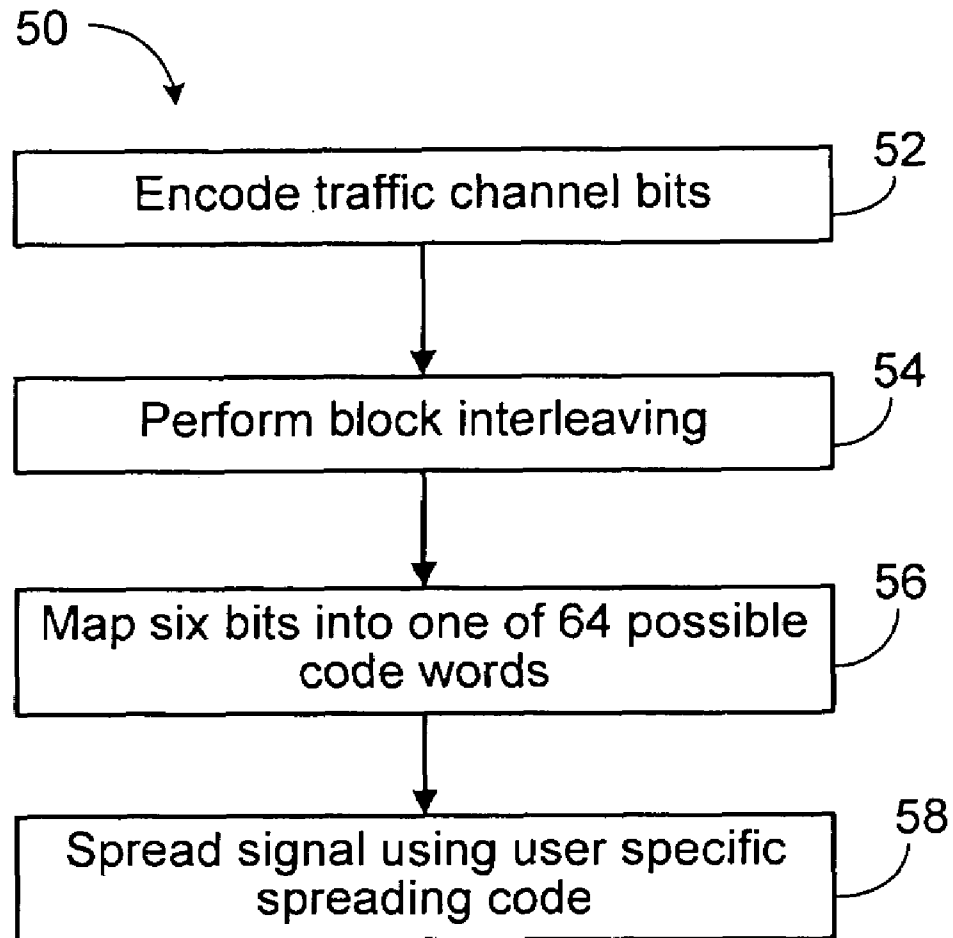 50
52
Encode traffic channel bits
54
Perform block interleaving
56
Map six bits into one of 64 possible
code words
58
Spread signal using user specific
spreading code